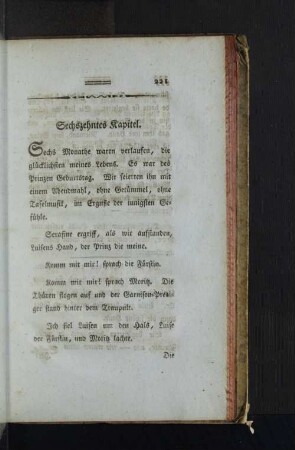 221
Sechszehntes Kapitel.
Sechs Monathe waren verlaufen, die
glücklichsten meines Lebens. Es war des
Prinzen Geburtstag. Wir feierten ihn mit
einem Abendmahl, ohne Getümmel, ohne
Tafelmusik, im Ergusse der innigsten Ge-
fühle.
Serafine ergriff, als wir aufstanden,
Luisens Hand, der Prinz die meine.
Komm mit mir! sprach die Fürstin.
Komm mit mir! sprach Moritz. Die
Thüren flogen auf und der Garnison-Predi-
ger stand hinter dem Tempelt.
Ich fiel Luisen um den Hals, Luise
der Fürstin, und Moritz lachte.
Die